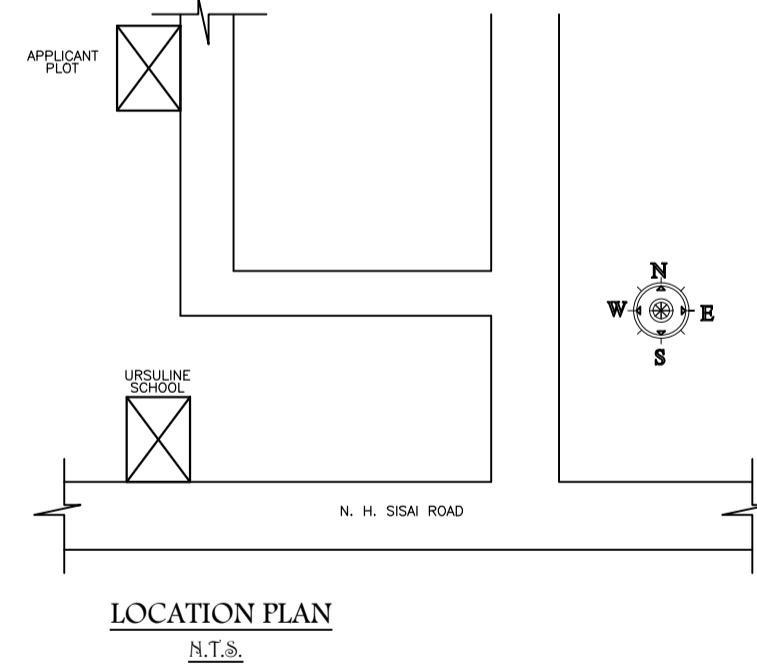 APPLICANT
PLOT
N
W E
S
URSULINE
SCHOOL
N. H. SISAI ROAD
LOCATION PLAN
N.T.S.